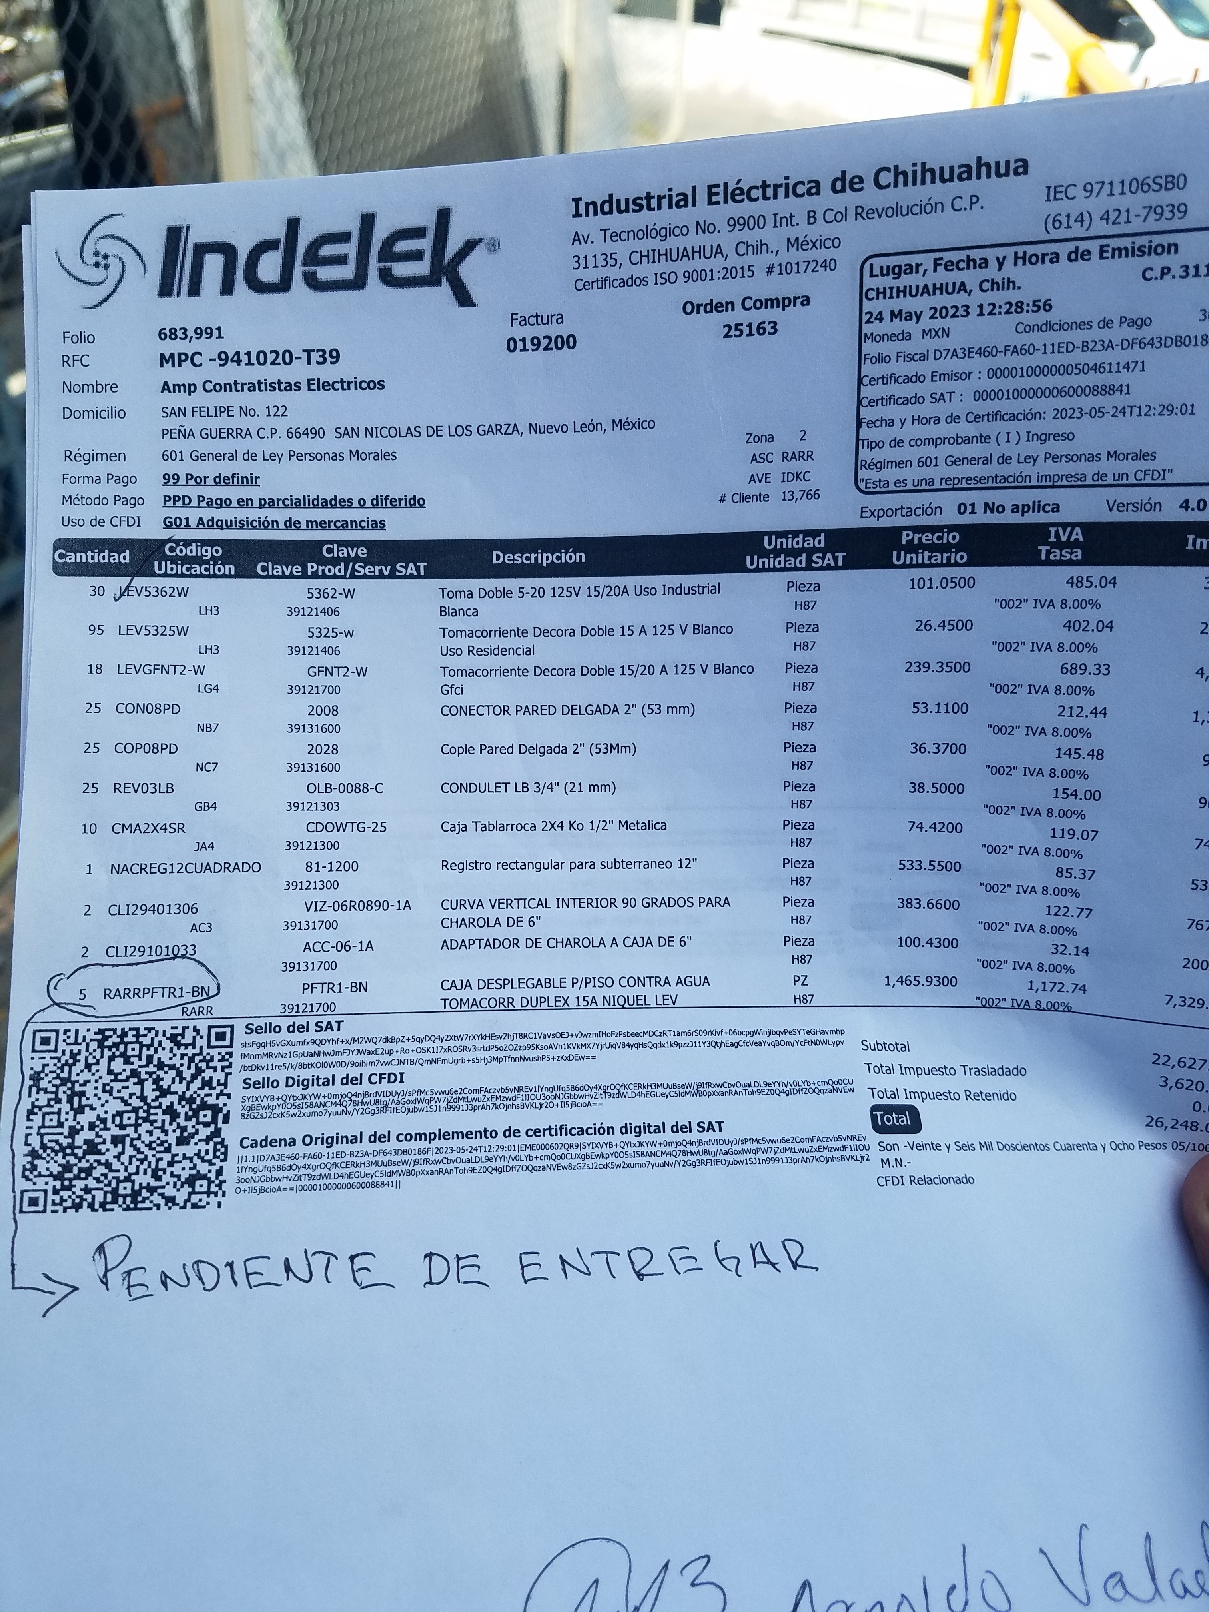 Indelek®
Industrial Eléctrica de Chihuahua
Av. Tecnológico No. 9900 Int. B Col Revolución C.P.
31135, CHIHUAHUA, Chih., México
Certificados ISO 9001:2015 #1017240
IEC 971106SB0
(614) 421-7939
Folio 683,991
Factura
019200
Orden Compra
25163
RFC MPC -941020-T39
Nombre Amp Contratistas Electricos
Domicilio SAN FELIPE No. 122
PEÑA GUERRA C.P. 66490 SAN NICOLAS DE LOS GARZA, Nuevo León, México
Régimen 601 General de Ley Personas Morales
Forma Pago 99 Por definir
Método Pago PPD Pago en parcialidades o diferido
Uso de CFDI G01 Adquisición de mercancias
Zona 2
ASC RARR
AVE IDKC
# Cliente 13,766
Lugar, Fecha y Hora de Emision
CHIHUAHUA, Chih. C.P.311
24 May 2023 12:28:56
Moneda MXN Condiciones de Pago
Folio Fiscal D7A3E460-FA60-11ED-B23A-DF643DB018
Certificado Emisor : 00001000000504611471
Certificado SAT : 00001000000600088841
Fecha y Hora de Certificación: 2023-05-24T12:29:01
Tipo de comprobante ( I ) Ingreso
Régimen 601 General de Ley Personas Morales
"Esta es una representación impresa de un CFDI"
Exportación 01 No aplica Versión 4.0
Cantidad Código Ubicación Clave Clave Prod/Serv SAT Descripción Unidad Unidad SAT Precio Unitario IVA Tasa Im
30 LEV5362W 5362-W Toma Doble 5-20 125V 15/20A Uso Industrial Pieza 101.0500 485.04
LH3 39121406 Blanca H87 "002" IVA 8.00%
95 LEV5325W 5325-w Tomacorriente Decora Doble 15 A 125 V Blanco Pieza 26.4500 402.04
LH3 39121406 Uso Residencial H87 "002" IVA 8.00%
18 LEVGFNT2-W GFNT2-W Tomacorriente Decora Doble 15/20 A 125 V Blanco Pieza 239.3500 689.33
LG4 39121700 Gfci H87 "002" IVA 8.00%
25 CON08PD 2008 CONECTOR PARED DELGADA 2" (53 mm) Pieza 53.1100 212.44
NB7 39131600 H87 "002" IVA 8.00%
25 COP08PD 2028 Cople Pared Delgada 2" (53Mm) Pieza 36.3700 145.48
NC7 39131600 H87 "002" IVA 8.00%
25 REV03LB OLB-0088-C CONDULET LB 3/4" (21 mm) Pieza 38.5000 154.00
GB4 39121303 H87 "002" IVA 8.00%
10 CMA2X4SR CDOWTG-25 Caja Tablarroca 2X4 Ko 1/2" Metalica Pieza 74.4200 119.07
JA4 39121300 H87 "002" IVA 8.00%
1 NACREG12CUADRADO 81-1200 Registro rectangular para subterraneo 12" Pieza 533.5500 85.37
39121300 H87 "002" IVA 8.00%
2 CLI29401306 VIZ-06R0890-1A CURVA VERTICAL INTERIOR 90 GRADOS PARA Pieza 383.6600 122.77
AC3 39131700 CHAROLA DE 6" H87 "002" IVA 8.00%
2 CLI29101033 ACC-06-1A ADAPTADOR DE CHAROLA A CAJA DE 6" Pieza 100.4300 32.14
39131700 H87 "002" IVA 8.00%
5 RARRPFTR1-BN PFTR1-BN CAJA DESPLEGABLE P/PISO CONTRA AGUA PZ 1,465.9300 1,172.74
RARR 39121700 TOMACORR DUPLEX 15A NIQUEL LEV H87 "002" IVA 8.00% 7,329.
Sello del SAT
Sello Digital del CFDI
Cadena Original del complemento de certificación digital del SAT
Subtotal 22,627.
Total Impuesto Trasladado 3,620.
Total Impuesto Retenido 0.
Total 26,248.
Son -Veinte y Seis Mil Doscientos Cuarenta y Ocho Pesos 05/100
M.N.-
CFDI Relacionado
PENDIENTE DE ENTREGAR